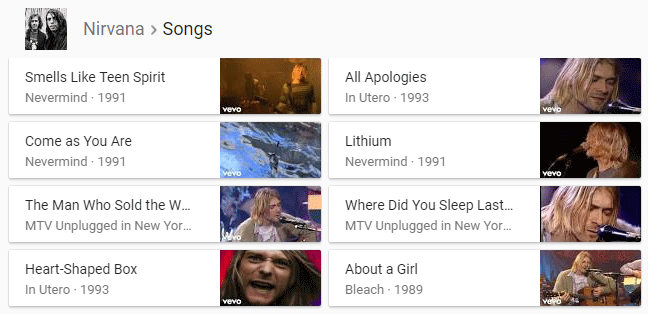 Nirvana > Songs
Smells Like Teen Spirit
Nevermind · 1991
vevo
All Apologies
In Utero · 1993
vevo
Come as You Are
Nevermind · 1991
vevo
Lithium
Nevermind · 1991
vevo
The Man Who Sold the W...
MTV Unplugged in New Yor...
vevo
Where Did You Sleep Last...
MTV Unplugged in New Yor...
vevo
Heart-Shaped Box
In Utero · 1993
vevo
About a Girl
Bleach · 1989
vevo